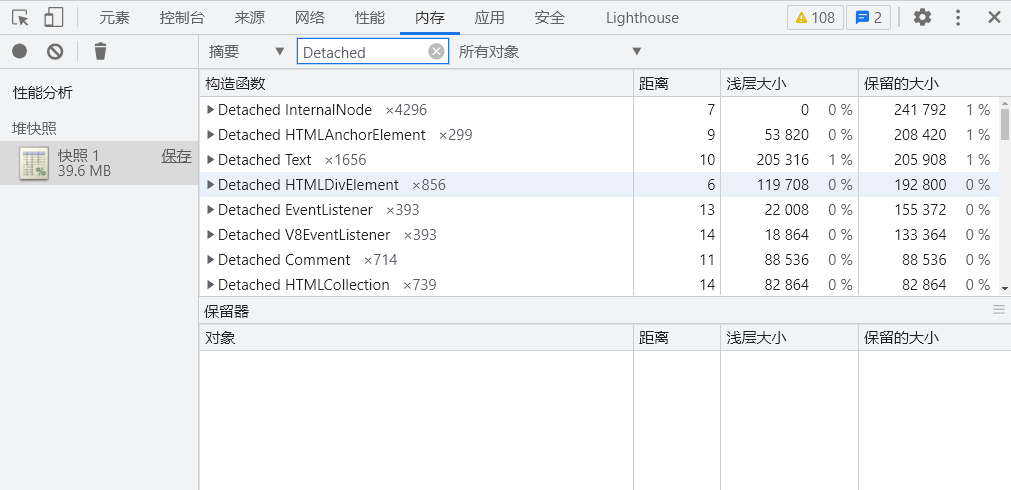 元素 控制台 来源 网络 性能 内存 应用 安全 Lighthouse 108 2
摘要 Detached 所有对象
性能分析
堆快照
快照 1 保存
39.6 MB
构造函数 距离 浅层大小 保留的大小
Detached InternalNode ×4296 7 0 0 % 241 792 1 %
Detached HTMLAnchorElement ×299 9 53 820 0 % 208 420 1 %
Detached Text ×1656 10 205 316 1 % 205 908 1 %
Detached HTMLDivElement ×856 6 119 708 0 % 192 800 0 %
Detached EventListener ×393 13 22 008 0 % 155 372 0 %
Detached V8EventListener ×393 14 18 864 0 % 133 364 0 %
Detached Comment ×714 11 88 536 0 % 88 536 0 %
Detached HTMLCollection ×739 14 82 864 0 % 82 864 0 %
保留器
对象 距离 浅层大小 保留的大小